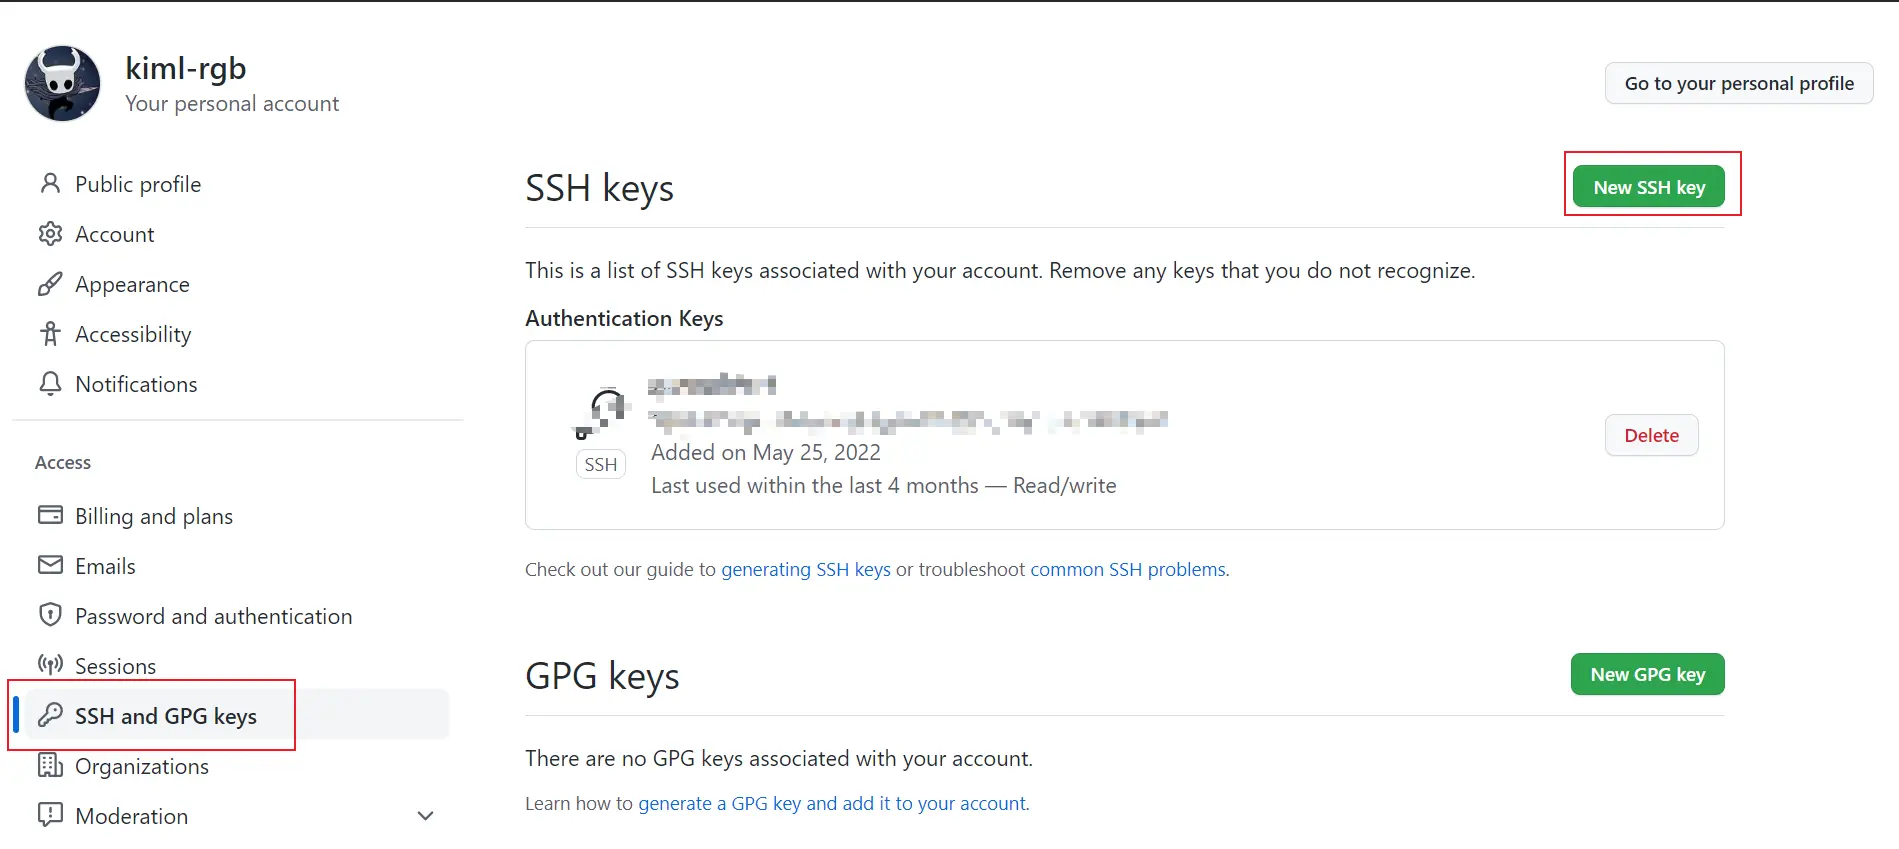 kiml-rgb
Your personal account
Go to your personal profile
Public profile
Account
Appearance
Accessibility
Notifications
Access
Billing and plans
Emails
Password and authentication
Sessions
SSH and GPG keys
Organizations
Moderation
SSH keys
New SSH key
This is a list of SSH keys associated with your account. Remove any keys that you do not recognize.
Authentication Keys
SSH
Added on May 25, 2022
Last used within the last 4 months — Read/write
Delete
Check out our guide to generating SSH keys or troubleshoot common SSH problems.
GPG keys
New GPG key
There are no GPG keys associated with your account.
Learn how to generate a GPG key and add it to your account.